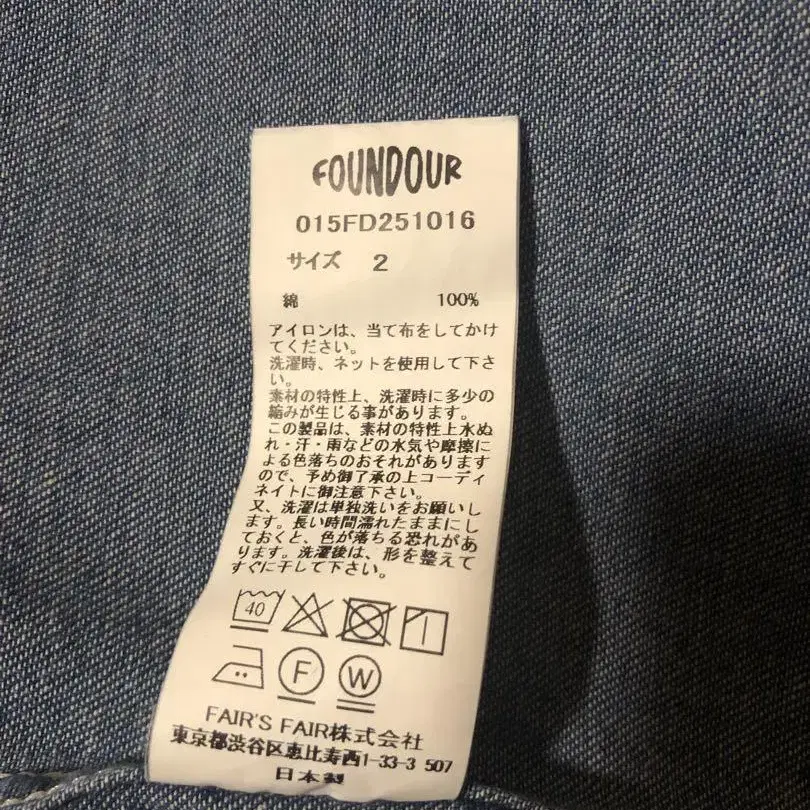 FOUNDOUR
015FD251016
サイズ 2
綿 100%
アイロンは、当て布をしてかけ
てください。
洗濯時、ネットを使用して下さ
い。
素材の特性上、洗濯時に多少の
縮みが生じる事があります。
この製品は、素材の特性上水ぬ
れ・汗・雨などの水気や摩擦に
よる色落ちのおそれがあります
ので、予め御了承の上コーディ
ネイトに御注意下さい。
又、洗濯は単独洗いをお願いし
ます。長い時間濡れたままにし
ておくと、色が落ちる恐れがあ
ります。洗濯後は、形を整えて
すぐに干して下さい。
40
F W
FAIR'S FAIR株式会社
東京都渋谷区恵比寿西1-33-3 507
日本製